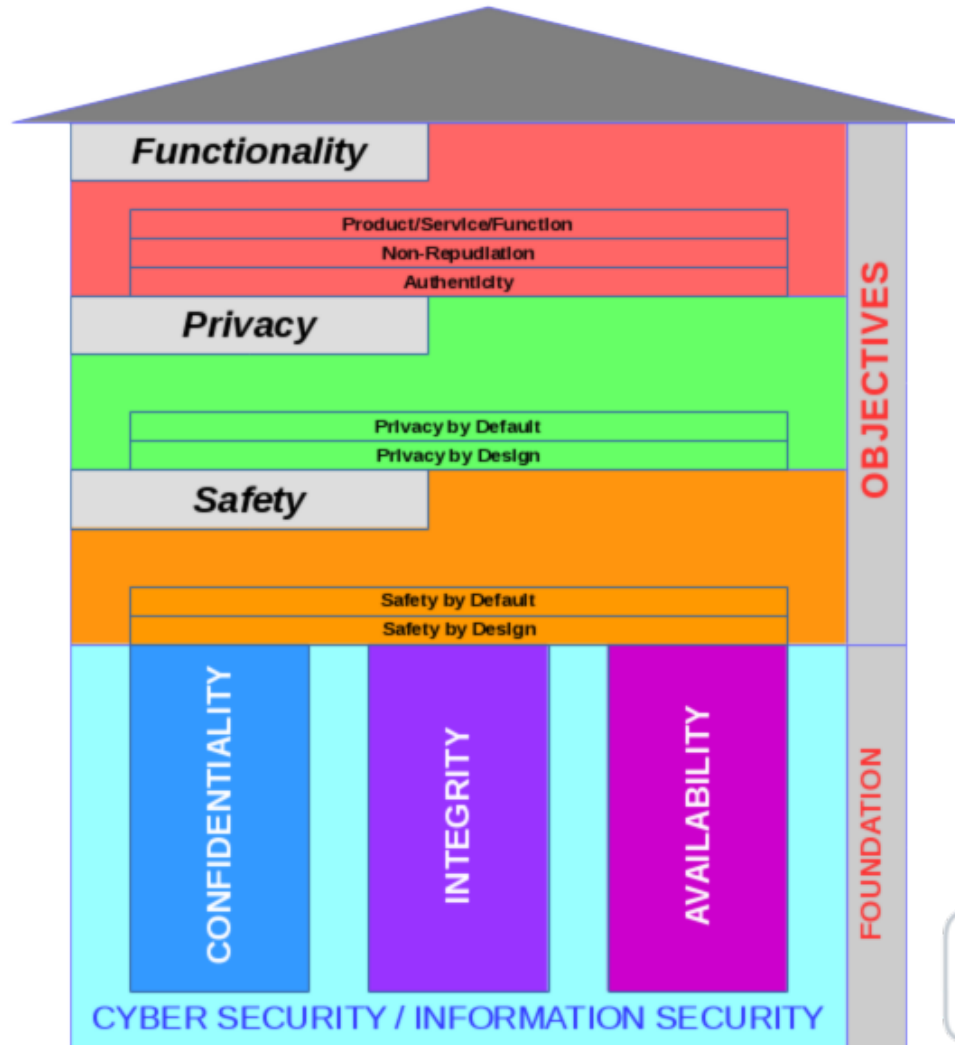 Functionality
Product/Service/Function
Non-Repudiation
Authenticity
Privacy
Privacy by Default
Privacy by Design
Safety
Safety by Default
Safety by Design
OBJECTIVES
CONFIDENTIALITY
INTEGRITY
AVAILABILITY
FOUNDATION
CYBER SECURITY / INFORMATION SECURITY